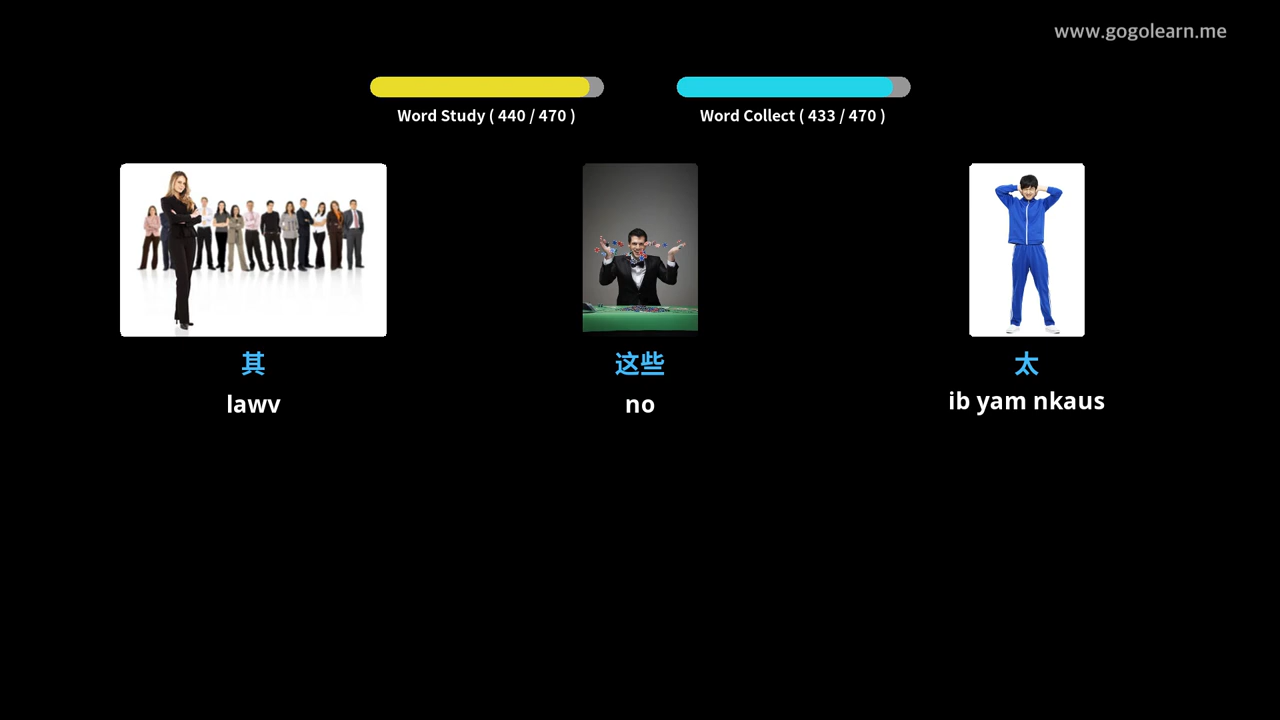 www.gogolearn.me
Word Study ( 440 / 470 )
Word Collect ( 433 / 470 )
其
这些
太
lawv
no
ib yam nkaus